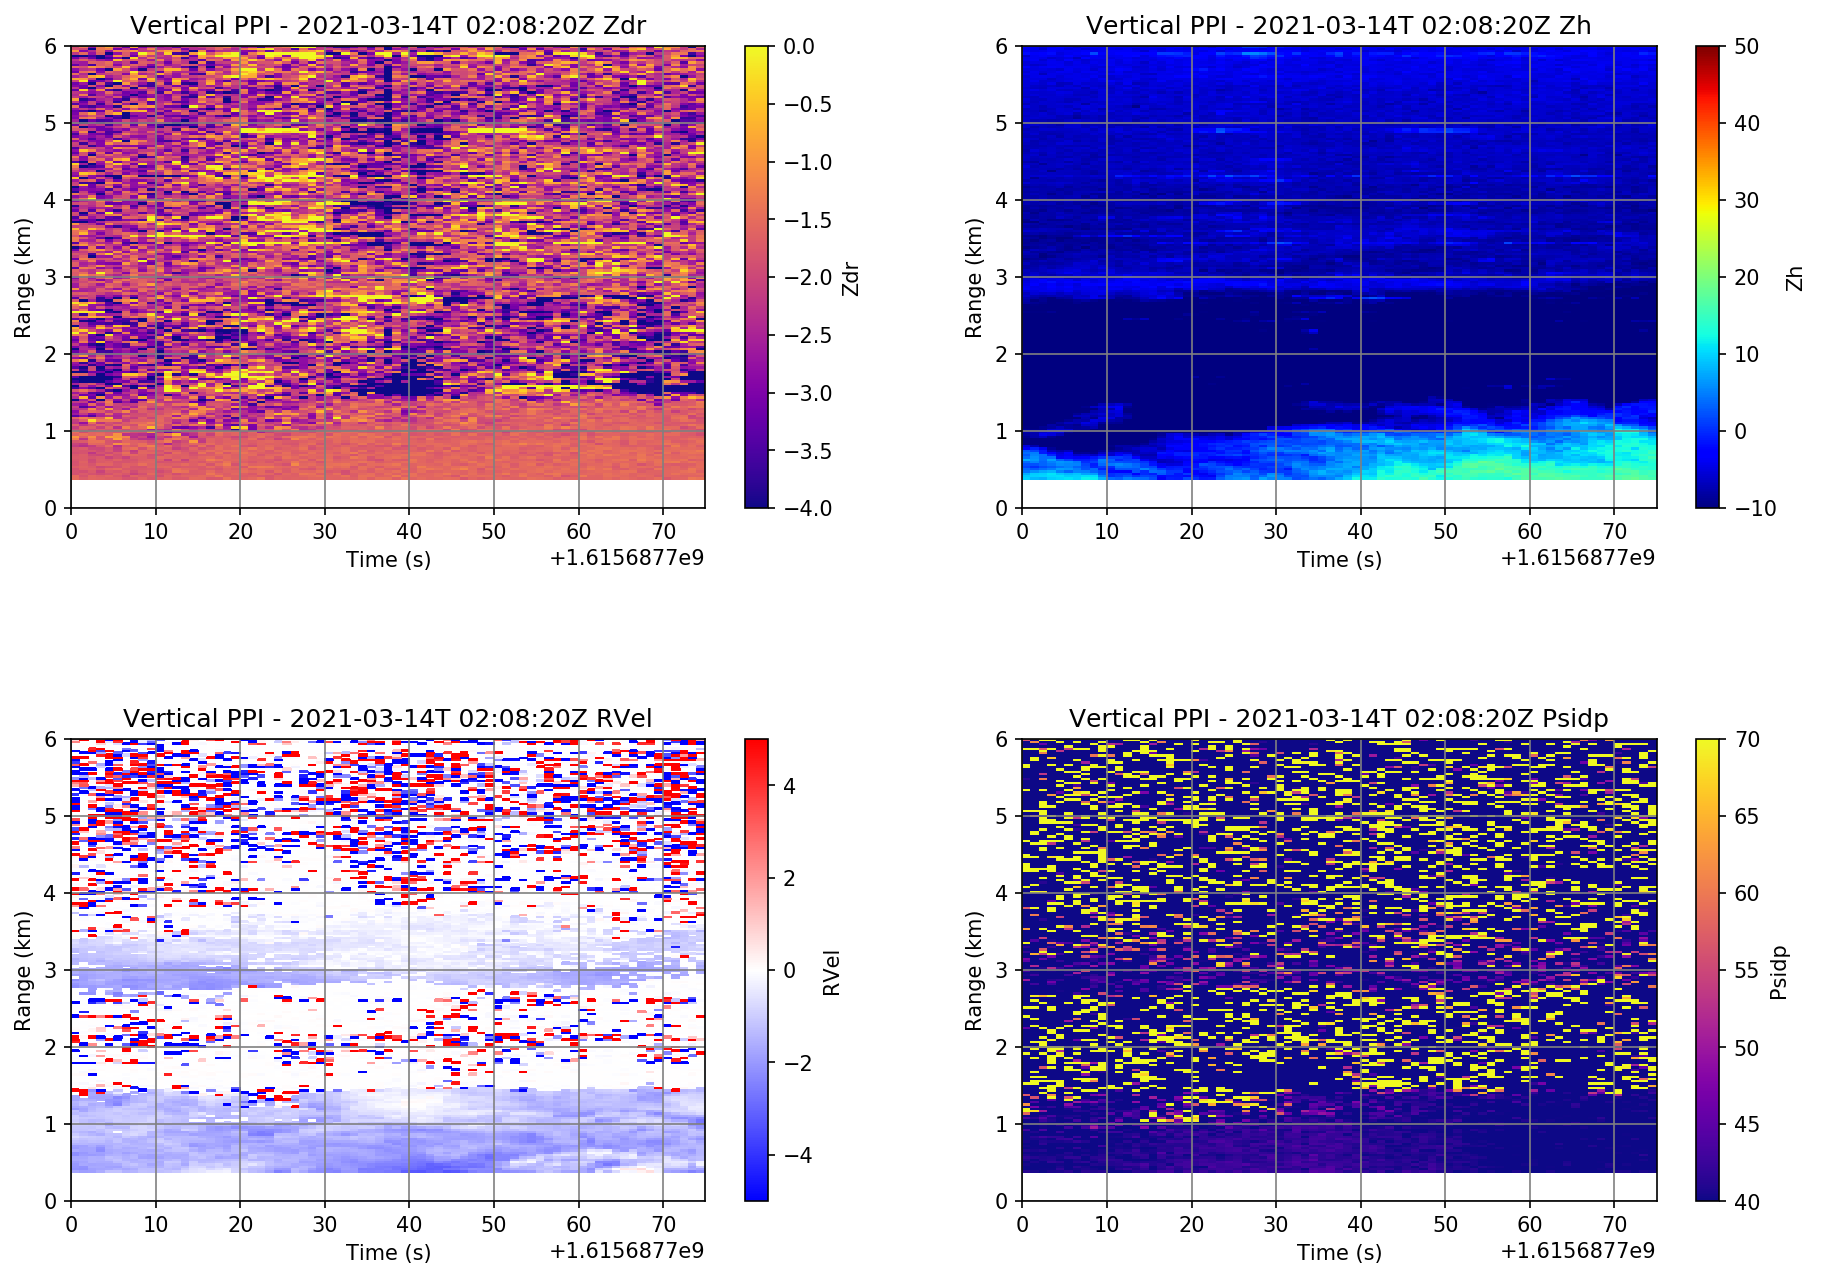 Vertical PPI - 2021-03-14T 02:08:20Z Zdr
6
5
4
3
2
1
0
Range (km)
0 10 20 30 40 50 60 70
Time (s)
+1.6156877e9
0.0
−0.5
−1.0
−1.5
−2.0
−2.5
−3.0
−3.5
−4.0
Zdr
Vertical PPI - 2021-03-14T 02:08:20Z Zh
6
5
4
3
2
1
0
Range (km)
0 10 20 30 40 50 60 70
Time (s)
+1.6156877e9
50
40
30
20
10
0
−10
Zh
Vertical PPI - 2021-03-14T 02:08:20Z RVel
6
5
4
3
2
1
0
Range (km)
0 10 20 30 40 50 60 70
Time (s)
+1.6156877e9
4
2
0
−2
−4
RVel
Vertical PPI - 2021-03-14T 02:08:20Z Psidp
6
5
4
3
2
1
0
Range (km)
0 10 20 30 40 50 60 70
Time (s)
+1.6156877e9
70
65
60
55
50
45
40
Psidp